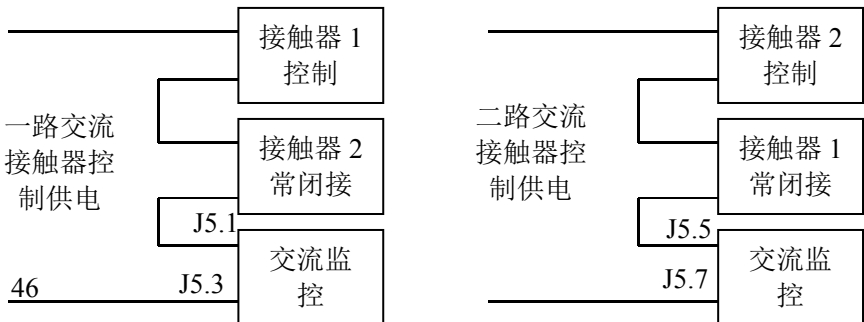 接触器 1
控制
一路交流
接触器控
制供电
接触器 2
常闭接
J5.1
交流监
控
J5.3
46
接触器 2
控制
二路交流
接触器控
制供电
接触器 1
常闭接
J5.5
交流监
控
J5.7